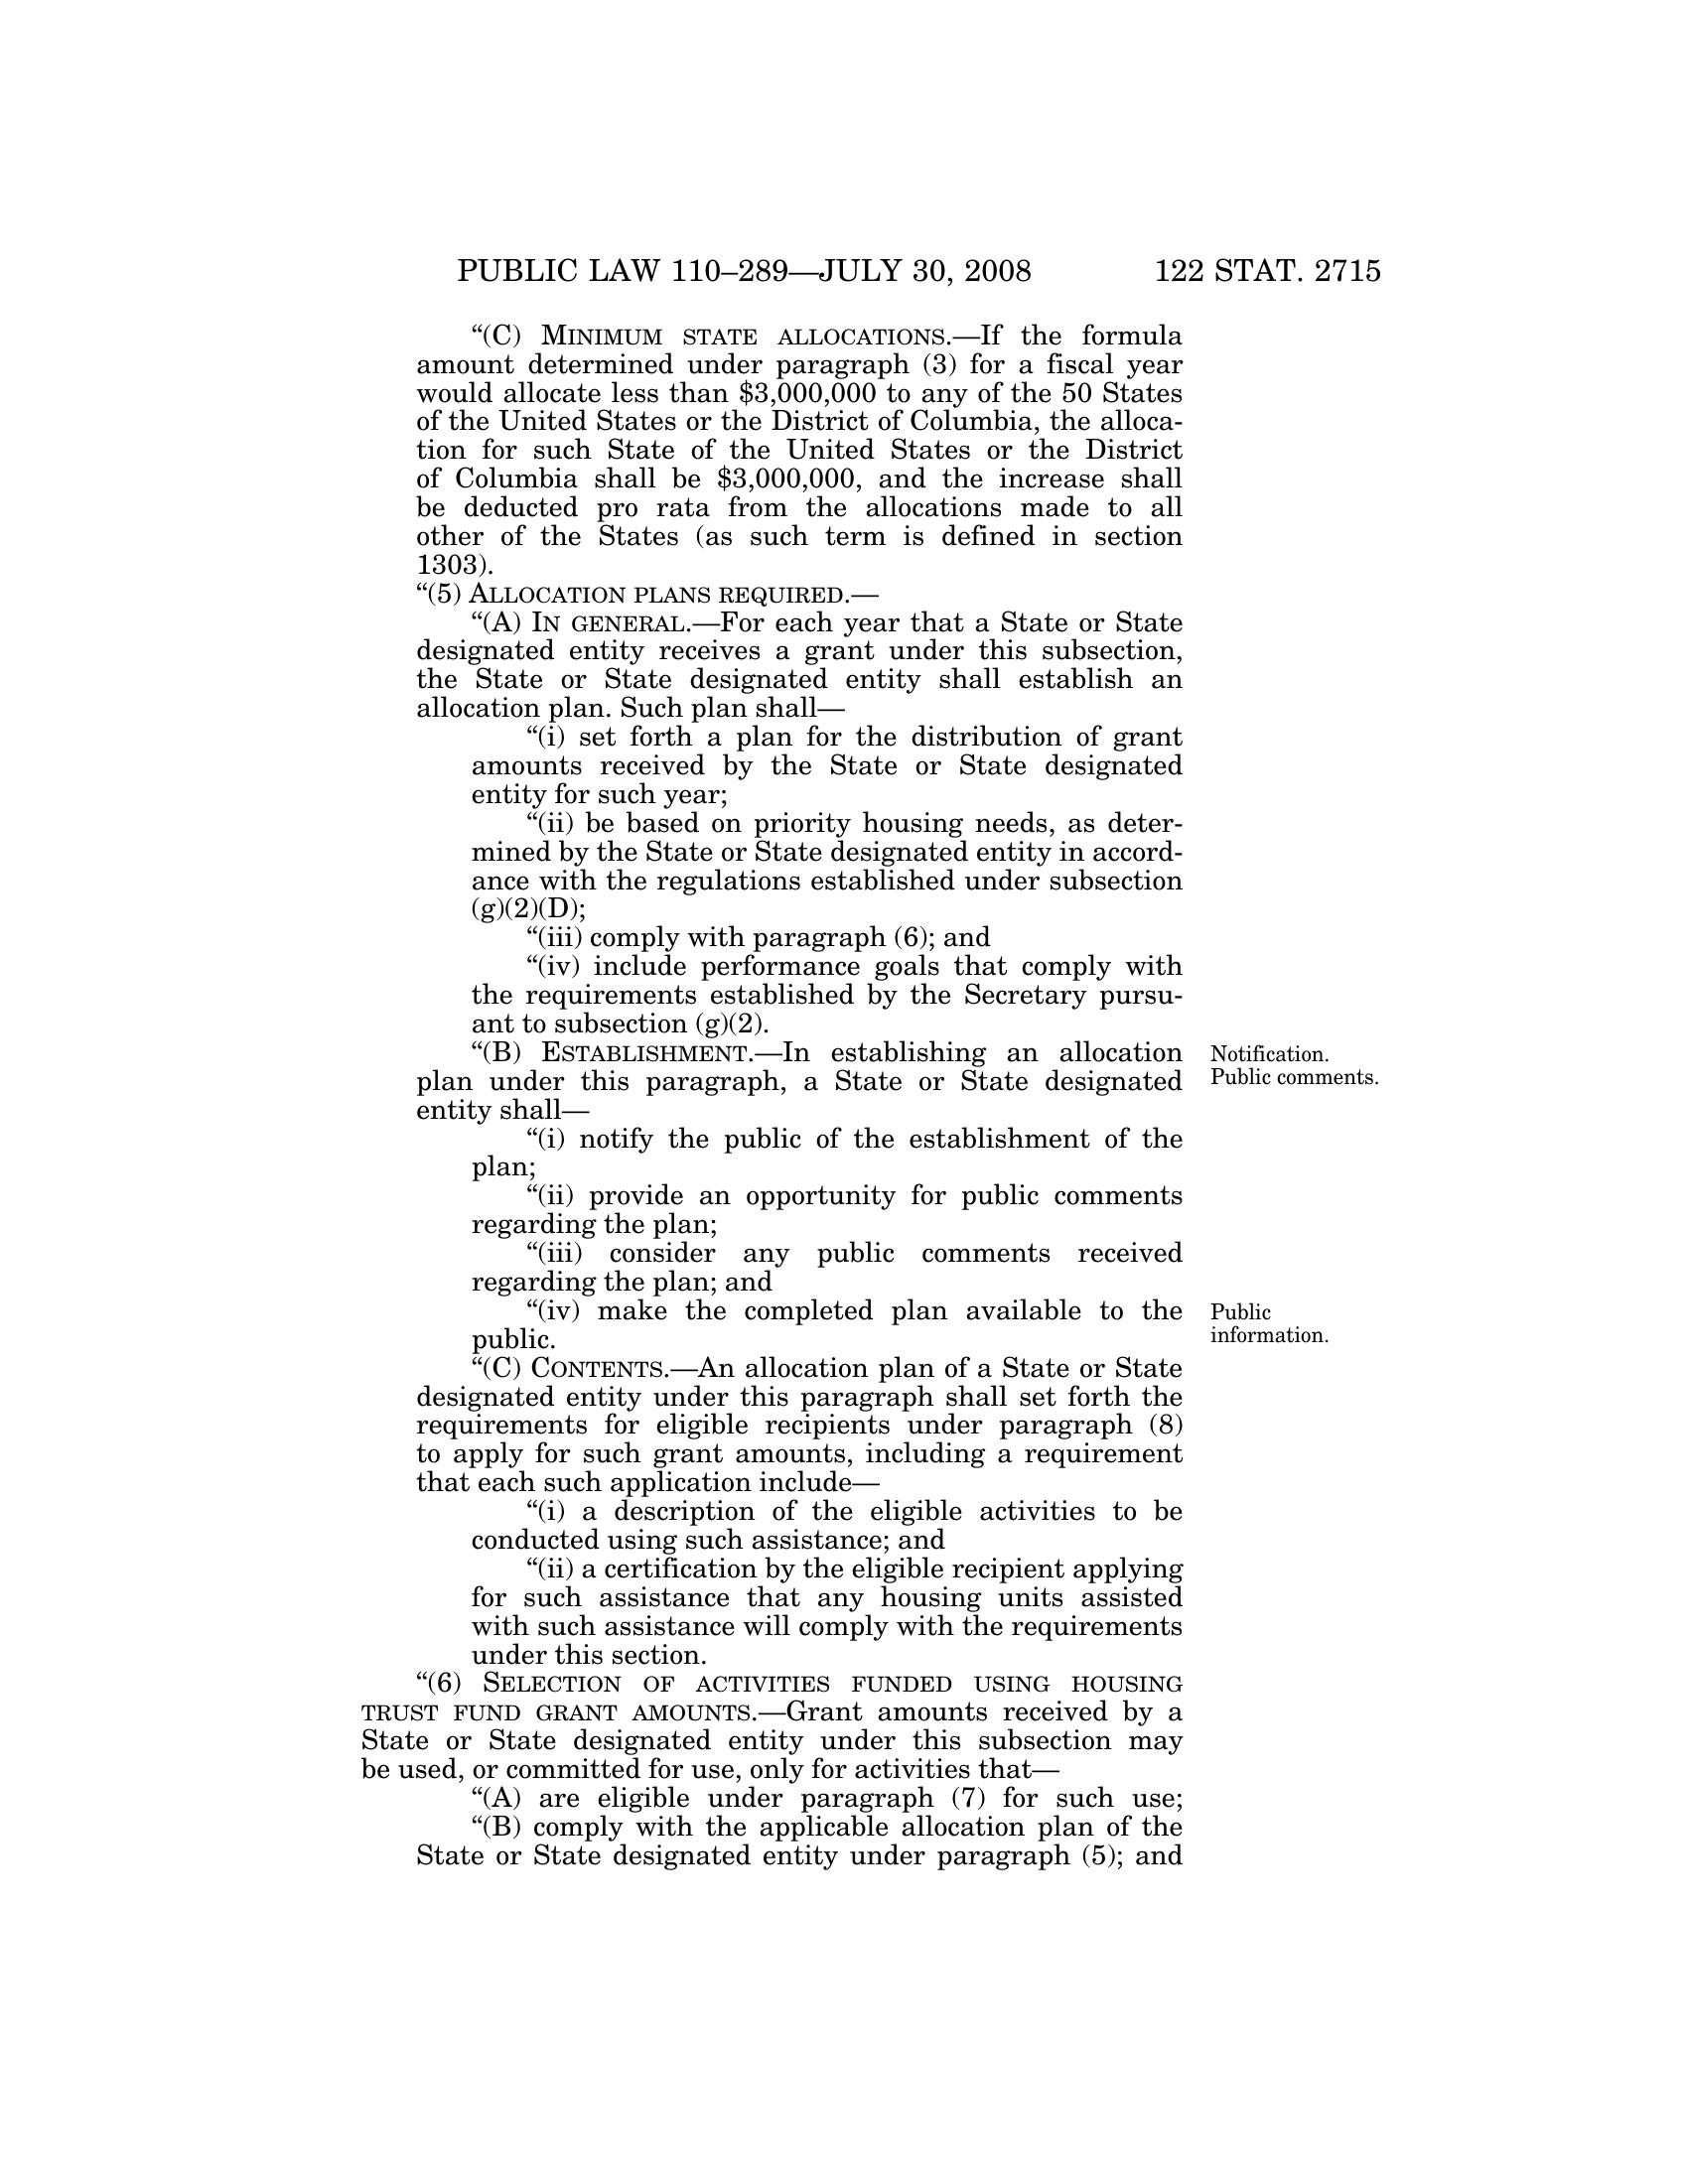 PUBLIC LAW 110–289—JULY 30, 2008 122 STAT. 2715
“(C) MINIMUM STATE ALLOCATIONS.—If the formula
amount determined under paragraph (3) for a fiscal year
would allocate less than $3,000,000 to any of the 50 States
of the United States or the District of Columbia, the alloca-
tion for such State of the United States or the District
of Columbia shall be $3,000,000, and the increase shall
be deducted pro rata from the allocations made to all
other of the States (as such term is defined in section
1303).
“(5) ALLOCATION PLANS REQUIRED.—
“(A) IN GENERAL.—For each year that a State or State
designated entity receives a grant under this subsection,
the State or State designated entity shall establish an
allocation plan. Such plan shall—
“(i) set forth a plan for the distribution of grant
amounts received by the State or State designated
entity for such year;
“(ii) be based on priority housing needs, as deter-
mined by the State or State designated entity in accord-
ance with the regulations established under subsection
(g)(2)(D);
“(iii) comply with paragraph (6); and
“(iv) include performance goals that comply with
the requirements established by the Secretary pursu-
ant to subsection (g)(2).
“(B) ESTABLISHMENT.—In establishing an allocation
plan under this paragraph, a State or State designated
entity shall—
Notification.
Public comments.
“(i) notify the public of the establishment of the
plan;
“(ii) provide an opportunity for public comments
regarding the plan;
“(iii) consider any public comments received
regarding the plan; and
“(iv) make the completed plan available to the
public.
Public
information.
“(C) CONTENTS.—An allocation plan of a State or State
designated entity under this paragraph shall set forth the
requirements for eligible recipients under paragraph (8)
to apply for such grant amounts, including a requirement
that each such application include—
“(i) a description of the eligible activities to be
conducted using such assistance; and
“(ii) a certification by the eligible recipient applying
for such assistance that any housing units assisted
with such assistance will comply with the requirements
under this section.
“(6) SELECTION OF ACTIVITIES FUNDED USING HOUSING
TRUST FUND GRANT AMOUNTS.—Grant amounts received by a
State or State designated entity under this subsection may
be used, or committed for use, only for activities that—
“(A) are eligible under paragraph (7) for such use;
“(B) comply with the applicable allocation plan of the
State or State designated entity under paragraph (5); and